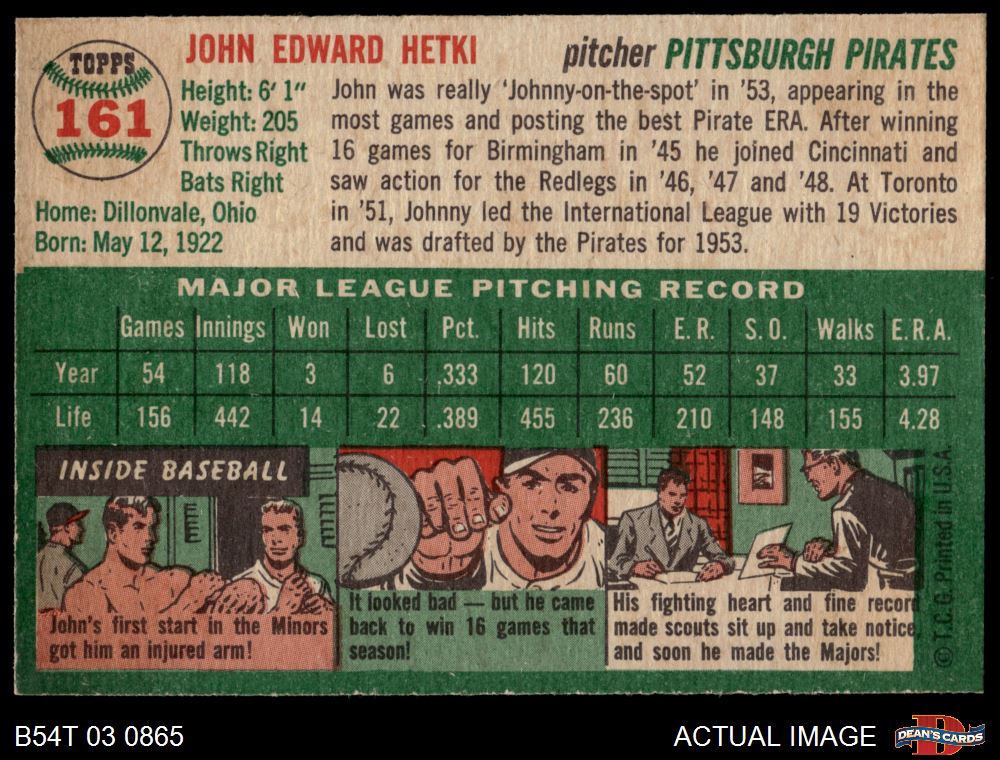 TOPPS
161
JOHN EDWARD HETKI
pitcher PITTSBURGH PIRATES
Height: 6' 1"
Weight: 205
Throws Right
Bats Right
Home: Dillonvale, Ohio
Born: May 12, 1922
John was really 'Johnny-on-the-spot' in '53, appearing in the
most games and posting the best Pirate ERA. After winning
16 games for Birmingham in '45 he joined Cincinnati and
saw action for the Redlegs in '46, '47 and '48. At Toronto
in '51, Johnny led the International League with 19 Victories
and was drafted by the Pirates for 1953.
MAJOR LEAGUE PITCHING RECORD
Games Innings Won Lost Pct. Hits Runs E.R. S.O. Walks E.R.A.
Year 54 118 3 6 .333 120 60 52 37 33 3.97
Life 156 442 14 22 .389 455 236 210 148 155 4.28
INSIDE BASEBALL
John's first start in the Minors
got him an injured arm!
It looked bad — but he came
back to win 16 games that
season!
His fighting heart and fine record
made scouts sit up and take notice,
and soon he made the Majors!
© T.C.G. Printed in U.S.A.
B54T 03 0865
ACTUAL IMAGE
DEAN'S CARDS